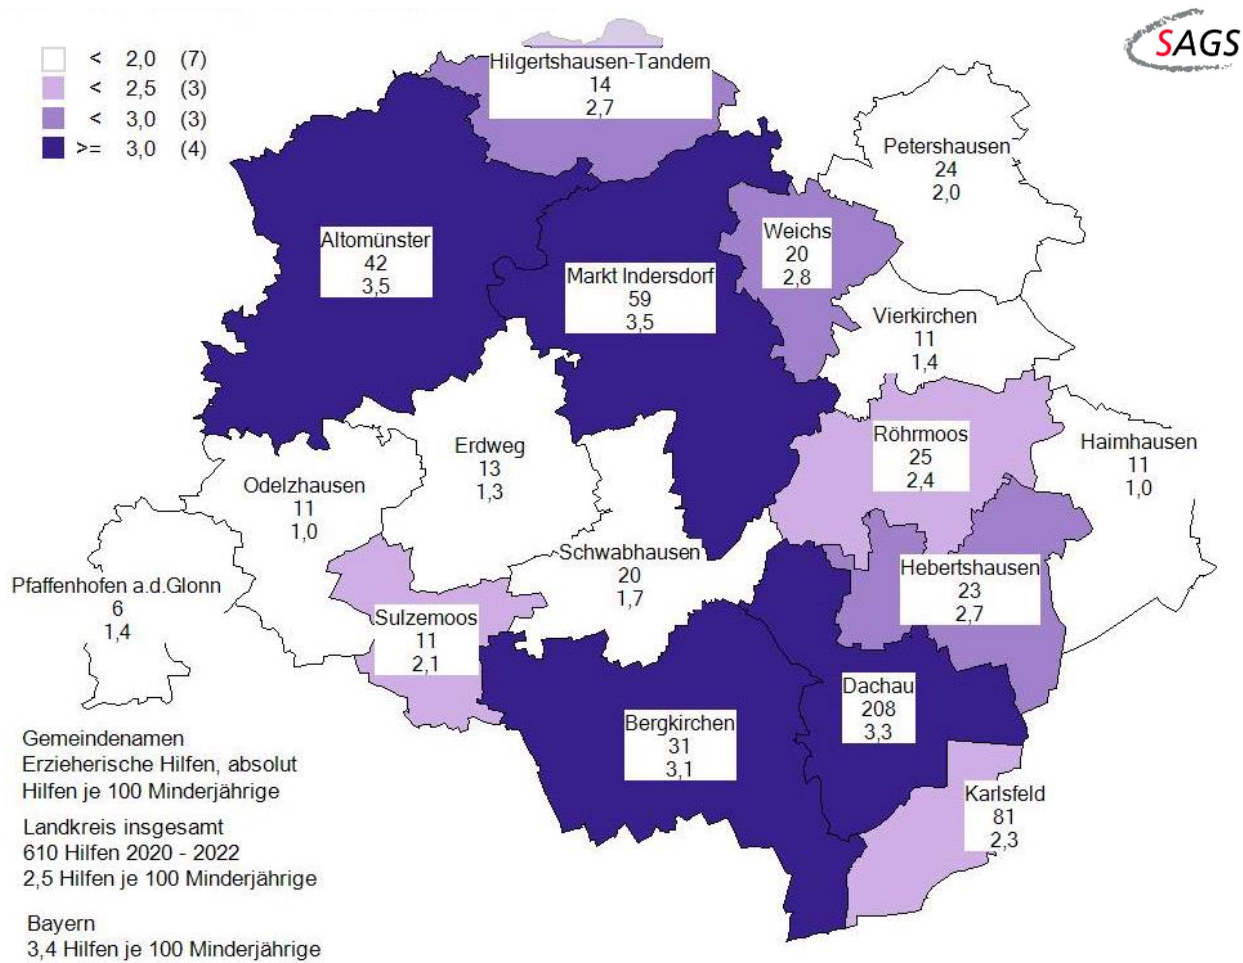 SAGS
< 2,0 (7)
< 2,5 (3)
< 3,0 (3)
>= 3,0 (4)
Hilgertshausen-Tandern
14
2,7
Petershausen
24
2,0
Altomünster
42
3,5
Markt Indersdorf
59
3,5
Weichs
20
2,8
Vierkirchen
11
1,4
Erdweg
13
1,3
Röhrmoos
25
2,4
Haimhausen
11
1,0
Odelzhausen
11
1,0
Schwabhausen
20
1,7
Hebertshausen
23
2,7
Pfaffenhofen a.d.Glonn
6
1,4
Sulzemoos
11
2,1
Dachau
208
3,3
Bergkirchen
31
3,1
Karlsfeld
81
2,3
Gemeindenamen
Erzieherische Hilfen, absolut
Hilfen je 100 Minderjährige
Landkreis insgesamt
610 Hilfen 2020 - 2022
2,5 Hilfen je 100 Minderjährige
Bayern
3,4 Hilfen je 100 Minderjährige